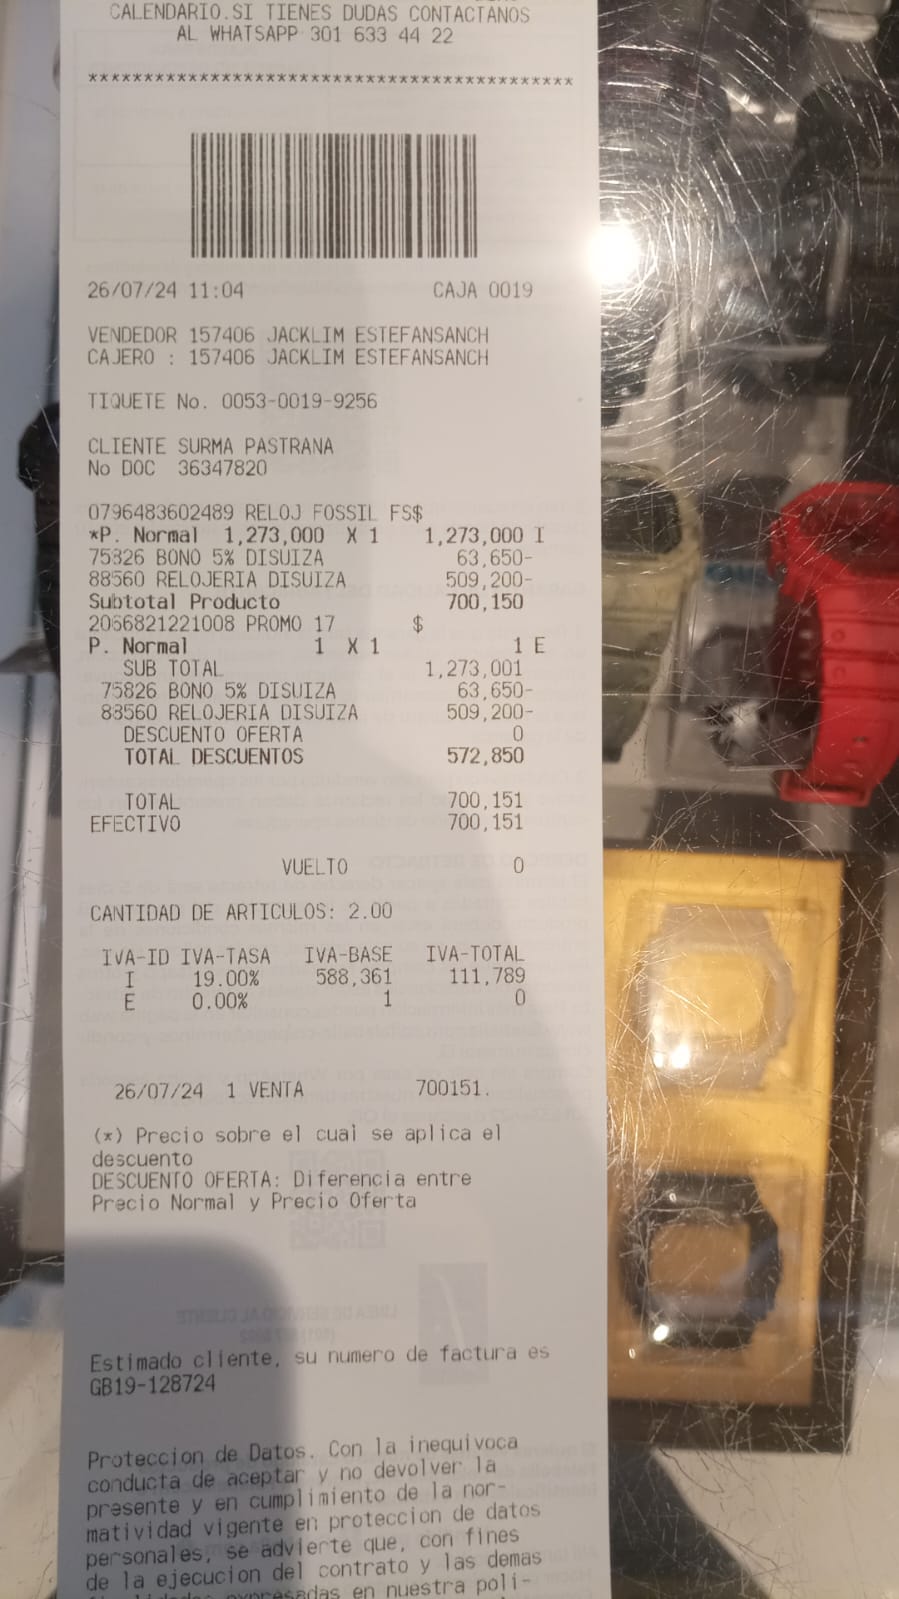 CALENDARIO.SI TIENES DUDAS CONTACTANOS
AL WHATSAPP 301 633 44 22
*******************************************
26/07/24 11:04 CAJA 0019
VENDEDOR 157406 JACKLIM ESTEFANSANCH
CAJERO : 157406 JACKLIM ESTEFANSANCH
TIQUETE No. 0053-0019-9256
CLIENTE SURMA PASTRANA
No DOC 36347820
0796483602489 RELOJ FOSSIL FS$
*P. Normal 1,273,000 X 1 1,273,000 I
75826 BONO 5% DISUIZA 63,650-
88560 RELOJERIA DISUIZA 509,200-
Subtotal Producto 700,150
2056821221008 PROMO 17 $
P. Normal 1 X 1 1 E
SUB TOTAL 1,273,001
75826 BONO 5% DISUIZA 63,650-
88560 RELOJERIA DISUIZA 509,200-
DESCUENTO OFERTA 0
TOTAL DESCUENTOS 572,850
TOTAL 700,151
EFECTIVO 700,151
VUELTO 0
CANTIDAD DE ARTICULOS: 2.00
IVA-ID IVA-TASA IVA-BASE IVA-TOTAL
I 19.00% 588,361 111,789
E 0.00% 1 0
26/07/24 1 VENTA 700151.
(*) Precio sobre el cual se aplica el
descuento
DESCUENTO OFERTA: Diferencia entre
Precio Normal y Precio Oferta
Estimado cliente, su numero de factura es
GB19-128724
Proteccion de Datos. Con la inequivoca
conducta de aceptar y no devolver la
presente y en cumplimiento de la nor-
matividad vigente en proteccion de datos
personales, se advierte que, con fines
de la ejecucion del contrato y las demas
expresadas en nuestra poli-